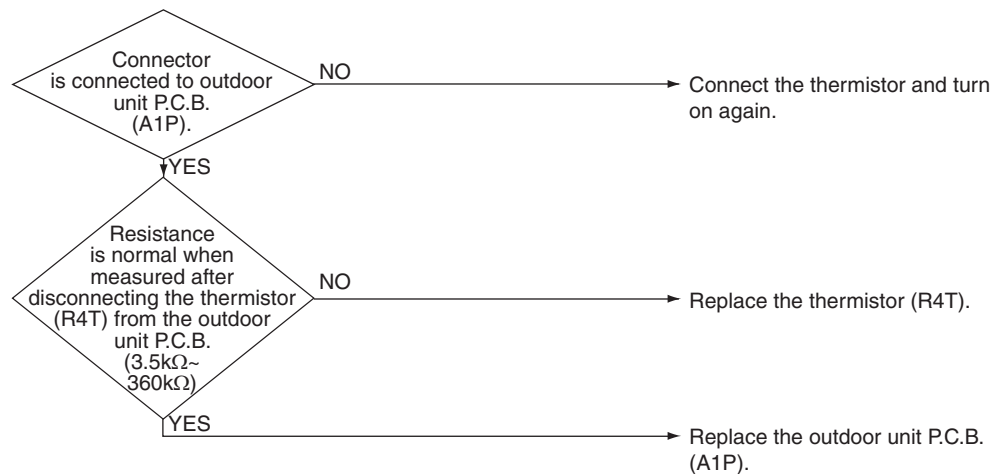 Connector
is connected to outdoor
unit P.C.B.
(A1P).
NO
Connect the thermistor and turn
on again.
YES
Resistance
is normal when
measured after
disconnecting the thermistor
(R4T) from the outdoor
unit P.C.B.
(3.5kΩ~
360kΩ)
NO
Replace the thermistor (R4T).
YES
Replace the outdoor unit P.C.B.
(A1P).